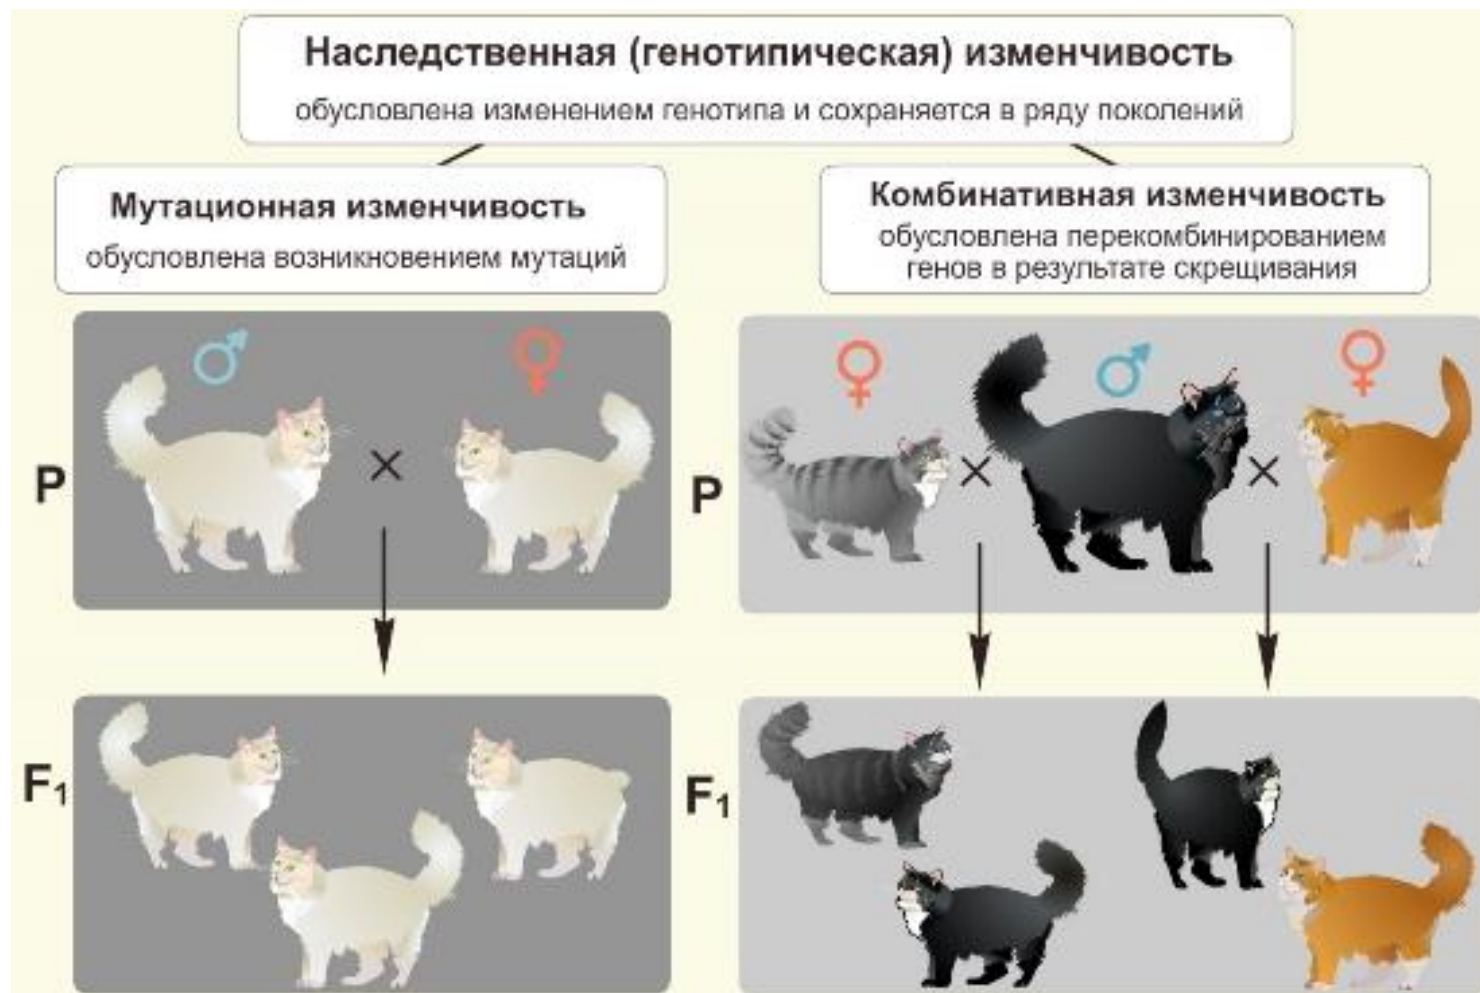 Наследственная (генотипическая) изменчивость
обусловлена изменением генотипа и сохраняется в ряду поколений
Мутационная изменчивость
обусловлена возникновением мутаций
Комбинативная изменчивость
обусловлена перекомбинированием
генов в результате скрещивания
♂ ♀
♀ ♂ ♀
P ×
P × ×
F₁
F₁